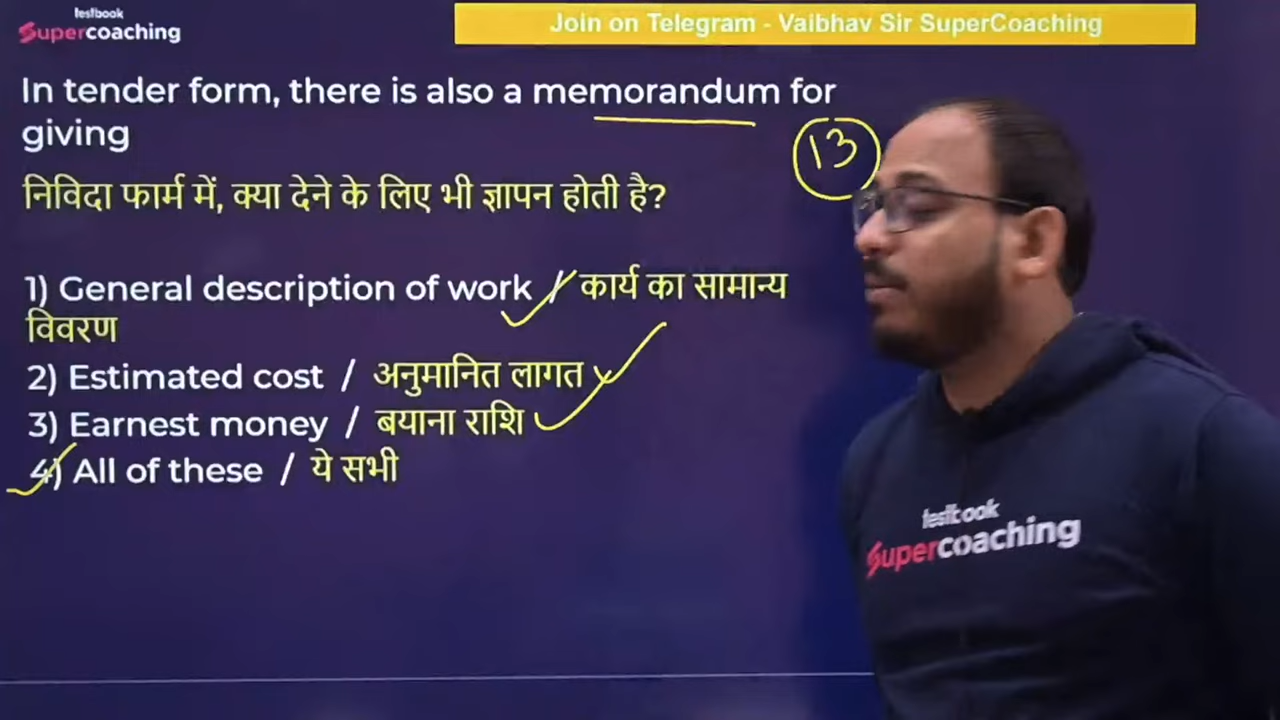 testbook
Supercoaching
Join on Telegram - Vaibhav Sir SuperCoaching
In tender form, there is also a memorandum for
giving
13
निविदा फार्म में, क्या देने के लिए भी ज्ञापन होती है?
1) General description of work / कार्य का सामान्य
विवरण
2) Estimated cost / अनुमानित लागत
3) Earnest money / बयाना राशि
4) All of these / ये सभी
testbook
Supercoaching